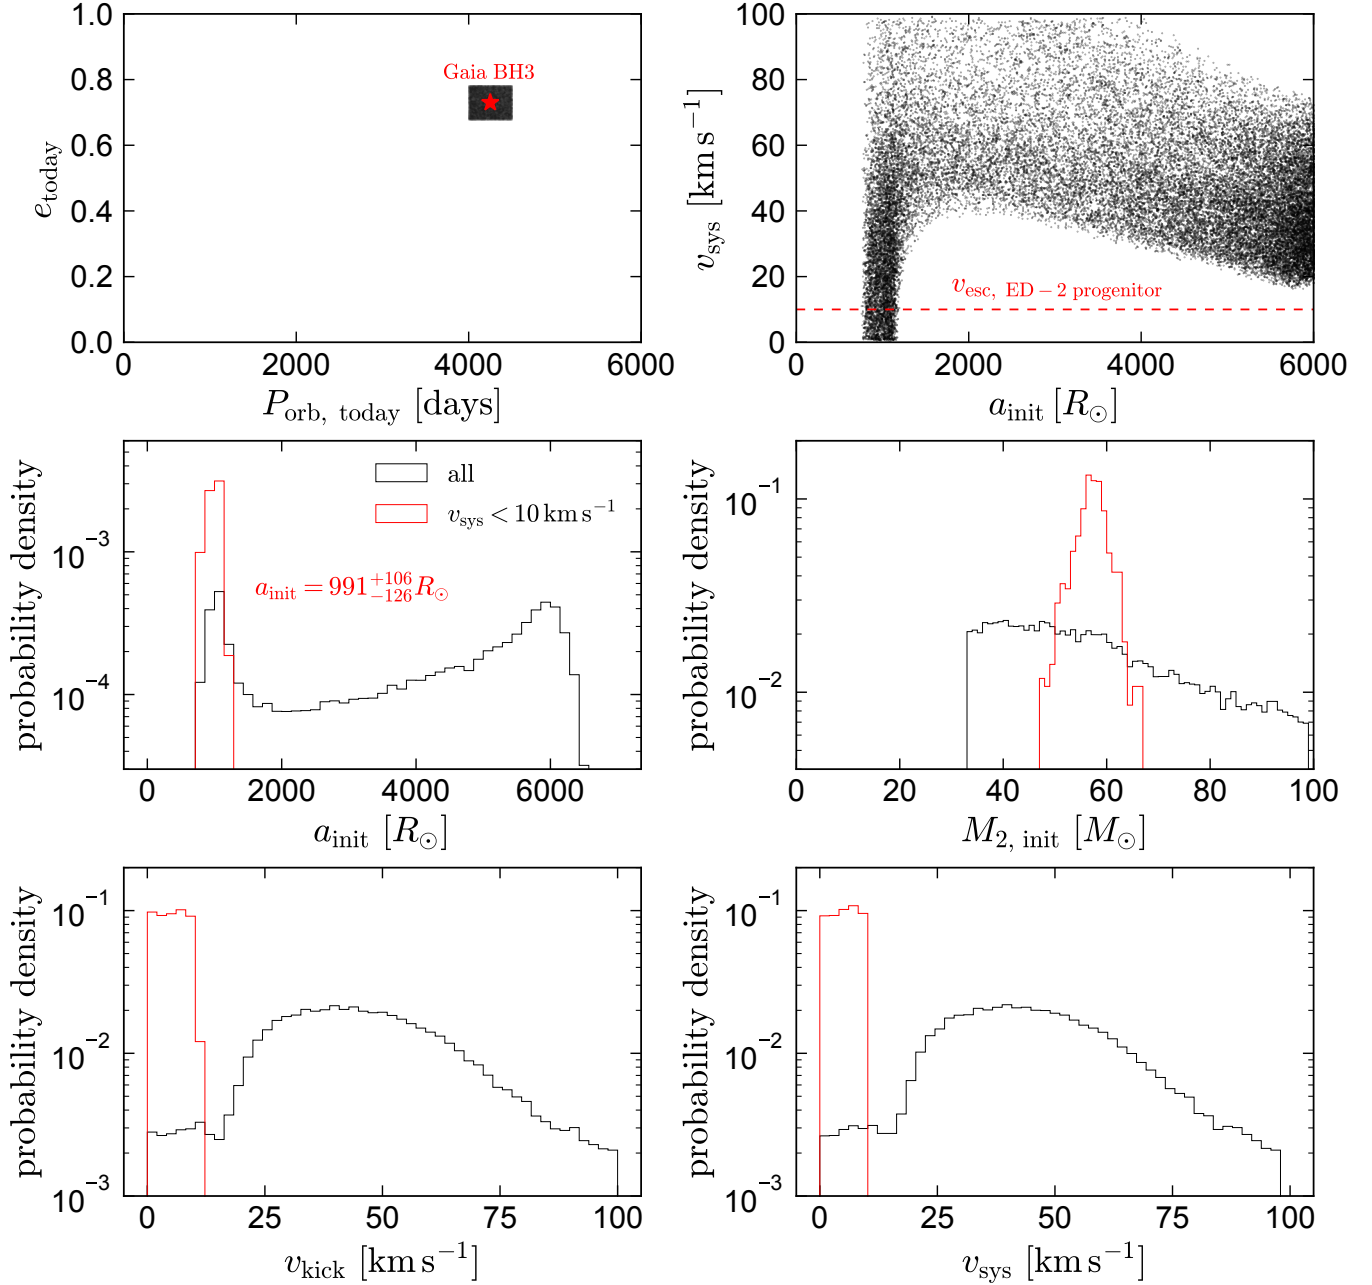 1.0
0.8
0.6
0.4
0.2
0.0
e_today
Gaia BH3
0 2000 4000 6000
P_orb, today [days]
100
80
60
40
20
0
v_sys [km s⁻¹]
v_esc, ED − 2 progenitor
0 2000 4000 6000
a_init [R_⊙]
probability density
10⁻³
10⁻⁴
all
v_sys < 10 km s⁻¹
a_init = 991⁺¹⁰⁶₋₁₂₆ R_⊙
0 2000 4000 6000
a_init [R_⊙]
probability density
10⁻¹
10⁻²
0 20 40 60 80 100
M_2, init [M_⊙]
probability density
10⁻¹
10⁻²
10⁻³
0 25 50 75 100
v_kick [km s⁻¹]
probability density
10⁻¹
10⁻²
10⁻³
0 25 50 75 100
v_sys [km s⁻¹]